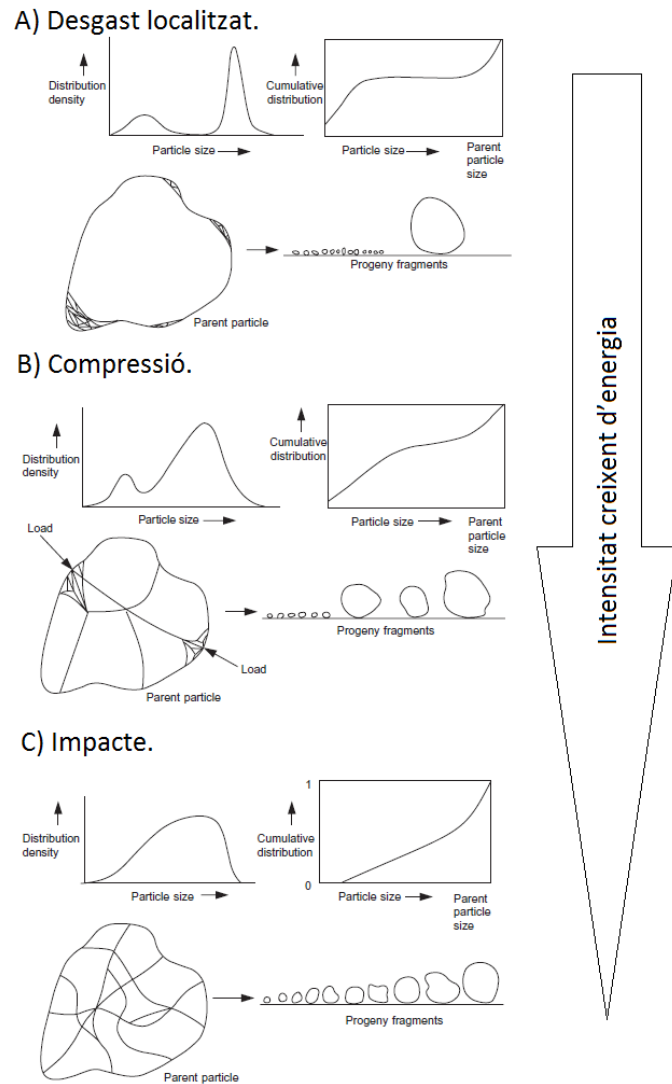 A) Desgast localitzat.
Distribution
density
Cumulative
distribution
Particle size
Particle size
Parent
particle
size
Progeny fragments
Parent particle
B) Compressió.
Distribution
density
Cumulative
distribution
Particle size
Particle size
Parent
particle
size
Load
Progeny fragments
Load
Parent particle
C) Impacte.
Distribution
density
1
Cumulative
distribution
0
Particle size
Particle size
Parent
particle
size
Progeny fragments
Parent particle
Intensitat creixent d'energia